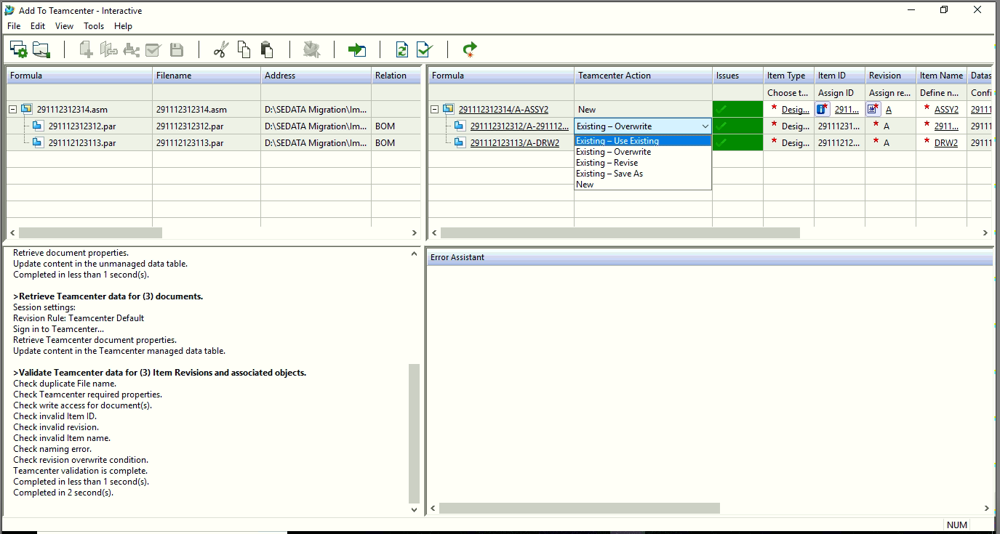 Add To Teamcenter - Interactive
File Edit View Tools Help
Formula Filename Address Relation
291112312314.asm 291112312314.asm D:\SEDATA Migration\Im...
291112312312.par 291112312312.par D:\SEDATA Migration\Im... BOM
291112123113.par 291112123113.par D:\SEDATA Migration\Im... BOM
Formula Teamcenter Action Issues Item Type Item ID Revision Item Name Datas
Choose t... Assign ID Assign re... Define n... Confi
291112312314/A-ASSY2 New * Desig... 2911... A * ASSY2 29111
291112312312/A-291112... Existing – Overwrite * Desig... 29111231... * A * 2911... 29111
291112123113/A-DRW2 * Desig... 29111212... * A * DRW2 29111
Existing – Use Existing
Existing – Overwrite
Existing – Revise
Existing – Save As
New
Retrieve document properties.
Update content in the unmanaged data table.
Completed in less than 1 second(s).
>Retrieve Teamcenter data for (3) documents.
Session settings:
Revision Rule: Teamcenter Default
Sign in to Teamcenter...
Retrieve Teamcenter document properties.
Update content in the Teamcenter managed data table.
>Validate Teamcenter data for (3) Item Revisions and associated objects.
Check duplicate File name.
Check Teamcenter required properties.
Check write access for document(s).
Check invalid Item ID.
Check invalid revision.
Check invalid Item name.
Check naming error.
Check revision overwrite condition.
Teamcenter validation is complete.
Completed in less than 1 second(s).
Completed in 2 second(s).
Error Assistant
NUM